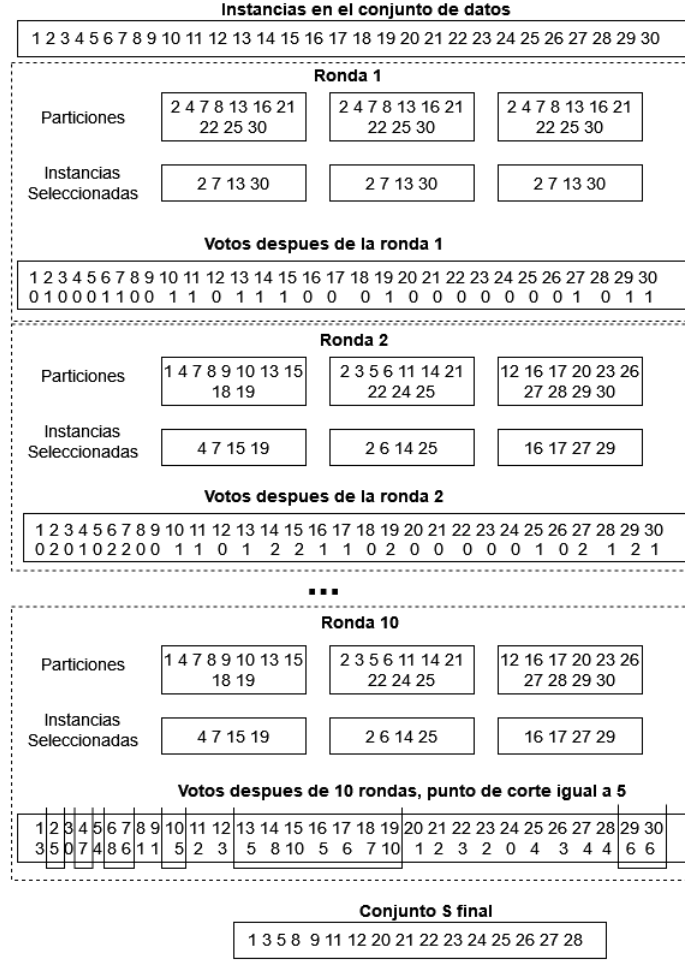 Instancias en el conjunto de datos
1 2 3 4 5 6 7 8 9 10 11 12 13 14 15 16 17 18 19 20 21 22 23 24 25 26 27 28 29 30
Ronda 1
Particiones
2 4 7 8 13 16 21
22 25 30
2 4 7 8 13 16 21
22 25 30
2 4 7 8 13 16 21
22 25 30
Instancias
Seleccionadas
2 7 13 30
2 7 13 30
2 7 13 30
Votos despues de la ronda 1
1 2 3 4 5 6 7 8 9 10 11 12 13 14 15 16 17 18 19 20 21 22 23 24 25 26 27 28 29 30
0 1 0 0 0 1 1 0 0 1 1 0 1 1 1 0 0 0 1 0 0 0 0 0 0 0 1 0 1 1
Ronda 2
Particiones
1 4 7 8 9 10 13 15
18 19
2 3 5 6 11 14 21
22 24 25
12 16 17 20 23 26
27 28 29 30
Instancias
Seleccionadas
4 7 15 19
2 6 14 25
16 17 27 29
Votos despues de la ronda 2
1 2 3 4 5 6 7 8 9 10 11 12 13 14 15 16 17 18 19 20 21 22 23 24 25 26 27 28 29 30
0 2 0 1 0 2 2 0 0 1 1 0 1 2 2 1 1 0 2 0 0 0 0 0 1 0 2 1 2 1
...
Ronda 10
Particiones
1 4 7 8 9 10 13 15
18 19
2 3 5 6 11 14 21
22 24 25
12 16 17 20 23 26
27 28 29 30
Instancias
Seleccionadas
4 7 15 19
2 6 14 25
16 17 27 29
Votos despues de 10 rondas, punto de corte igual a 5
1 2 3 4 5 6 7 8 9 10 11 12 13 14 15 16 17 18 19 20 21 22 23 24 25 26 27 28 29 30
3 5 0 7 4 8 6 1 1 5 2 3 5 8 10 5 6 7 10 1 2 3 2 0 4 3 4 4 6 6
Conjunto S final
1 3 5 8 9 11 12 20 21 22 23 24 25 26 27 28